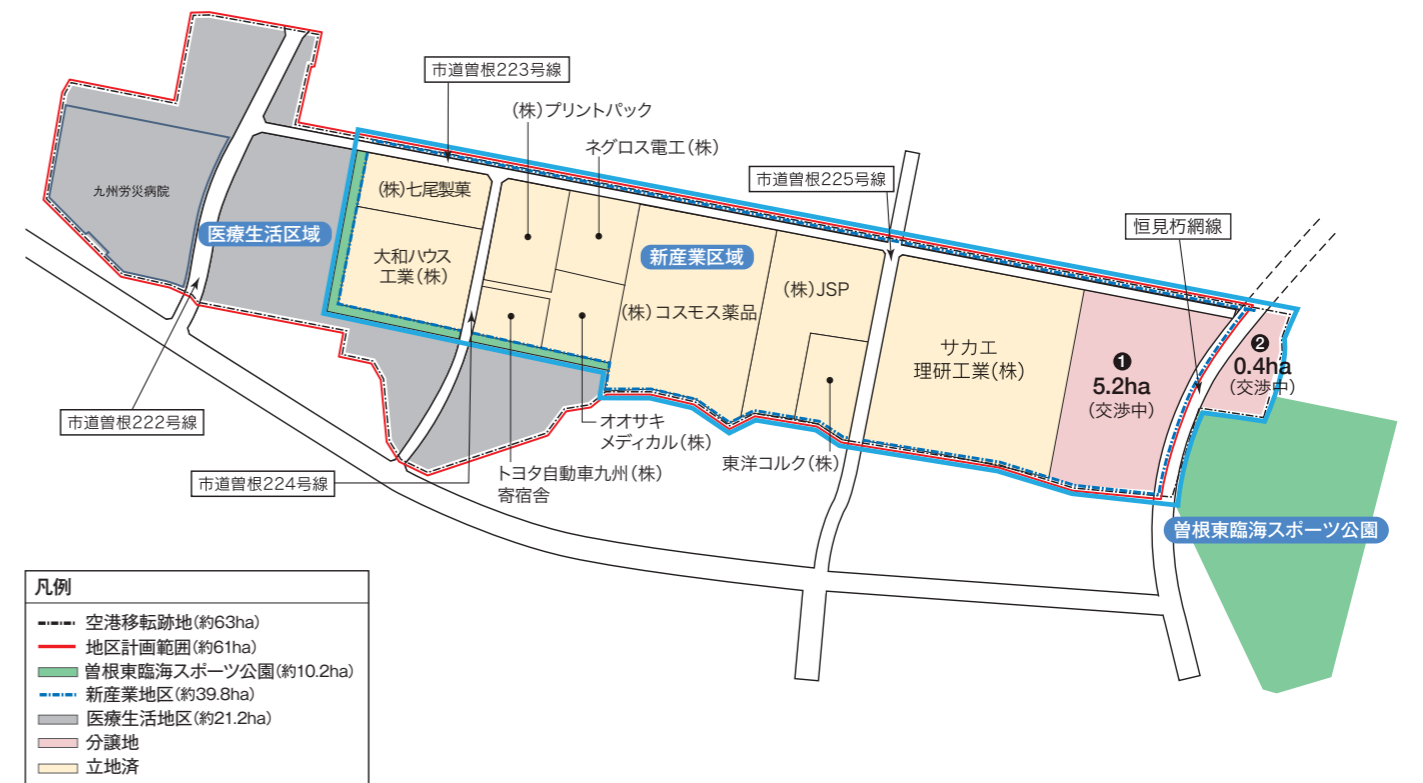 市道曽根223号線
(株)プリントパック
ネグロス電工(株)
市道曽根225号線
九州労災病院
(株)七尾製菓
医療生活区域
恒見朽網線
大和ハウス
工業(株)
新産業区域
(株)JSP
(株)コスモス薬品
サカエ
理研工業(株)
❶
5.2ha
(交渉中)
❷
0.4ha
(交渉中)
市道曽根222号線
オオサキ
メディカル(株)
東洋コルク(株)
トヨタ自動車九州(株)
寄宿舎
市道曽根224号線
曽根東臨海スポーツ公園
凡例
空港移転跡地(約63ha)
地区計画範囲(約61ha)
曽根東臨海スポーツ公園(約10.2ha)
新産業地区(約39.8ha)
医療生活地区(約21.2ha)
分譲地
立地済